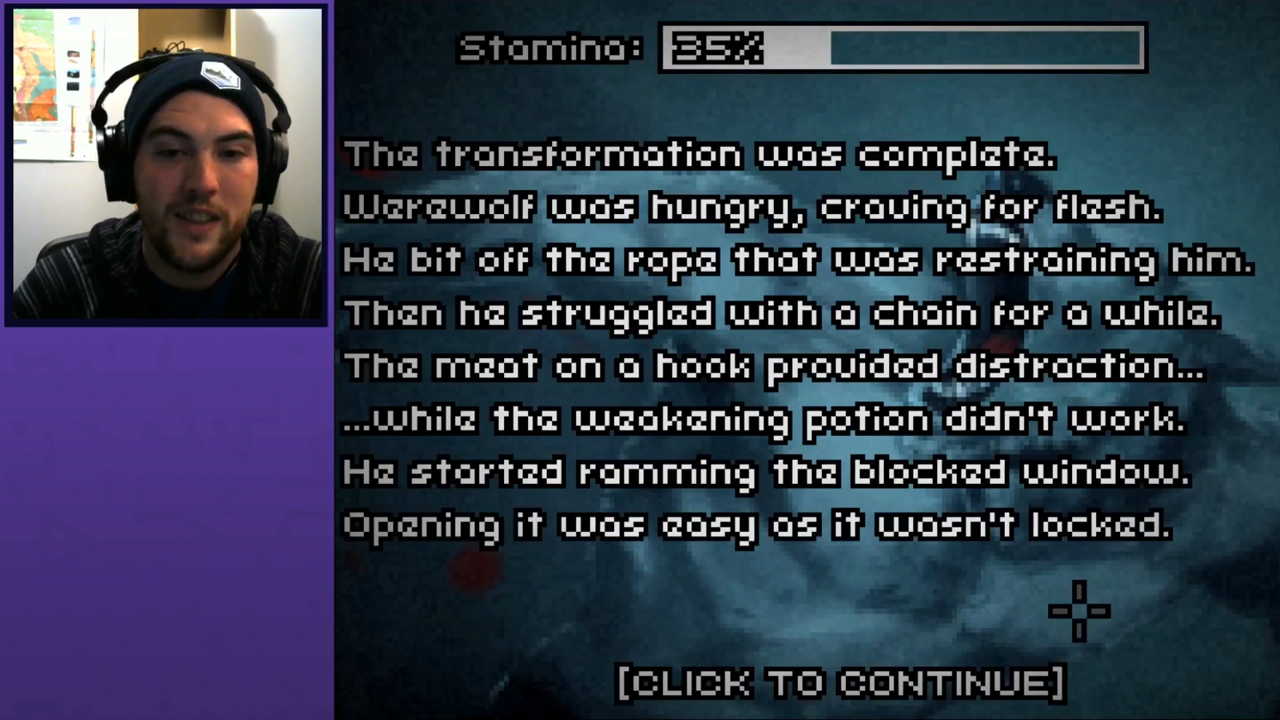 Stamina: 35%
The transformation was complete.
Werewolf was hungry, craving for flesh.
He bit off the rope that was restraining him.
Then he struggled with a chain for a while.
The meat on a hook provided distraction...
...while the weakening potion didn't work.
He started ramming the blocked window.
Opening it was easy as it wasn't locked.
[CLICK TO CONTINUE]